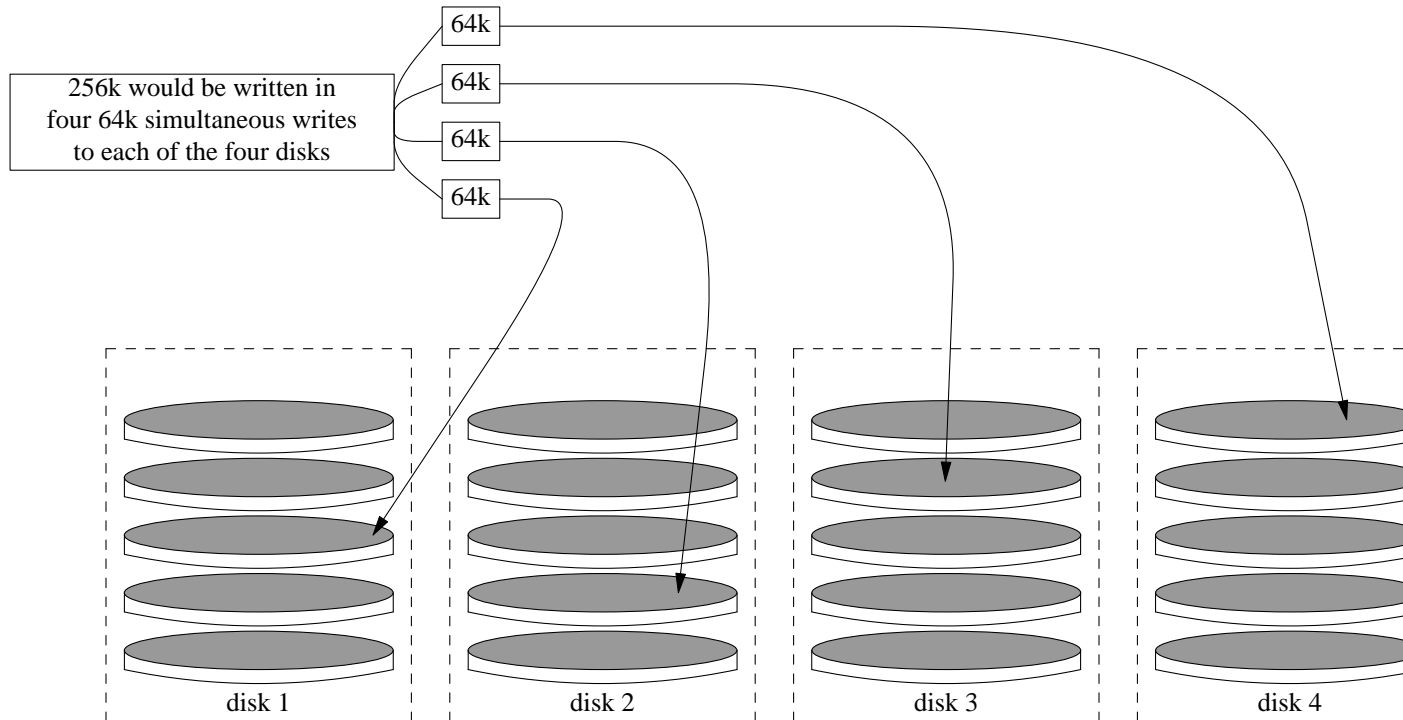 64k
256k would be written in
four 64k simultaneous writes
to each of the four disks
64k
64k
64k
disk 1
disk 2
disk 3
disk 4